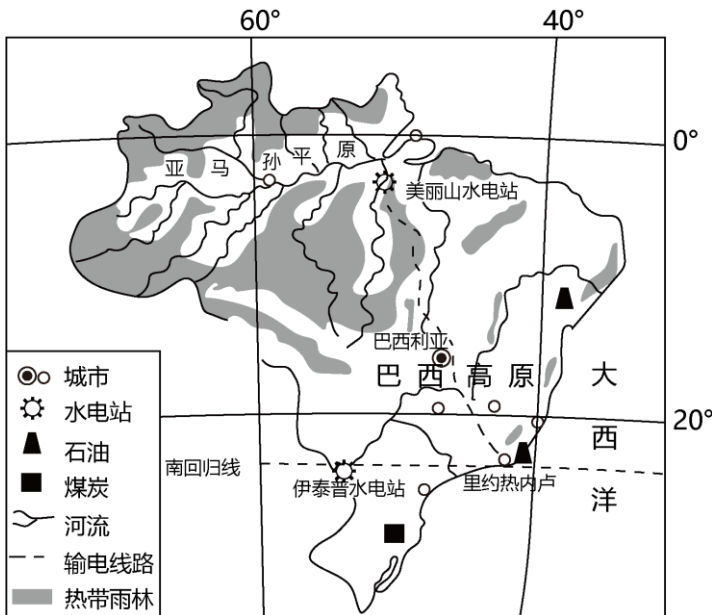 60°
40°
0°
亚马孙平原
美丽山水电站
巴西利亚
巴西高原
大西洋
20°
南回归线
伊泰普水电站
里约热内卢
城市
水电站
石油
煤炭
河流
输电线路
热带雨林